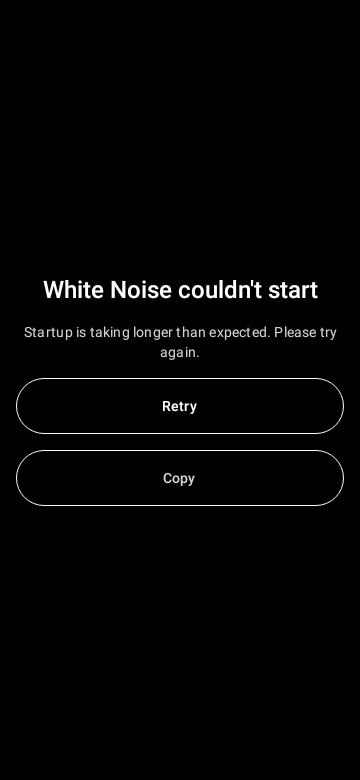 White Noise couldn't start
Startup is taking longer than expected. Please try
again.
Retry
Copy